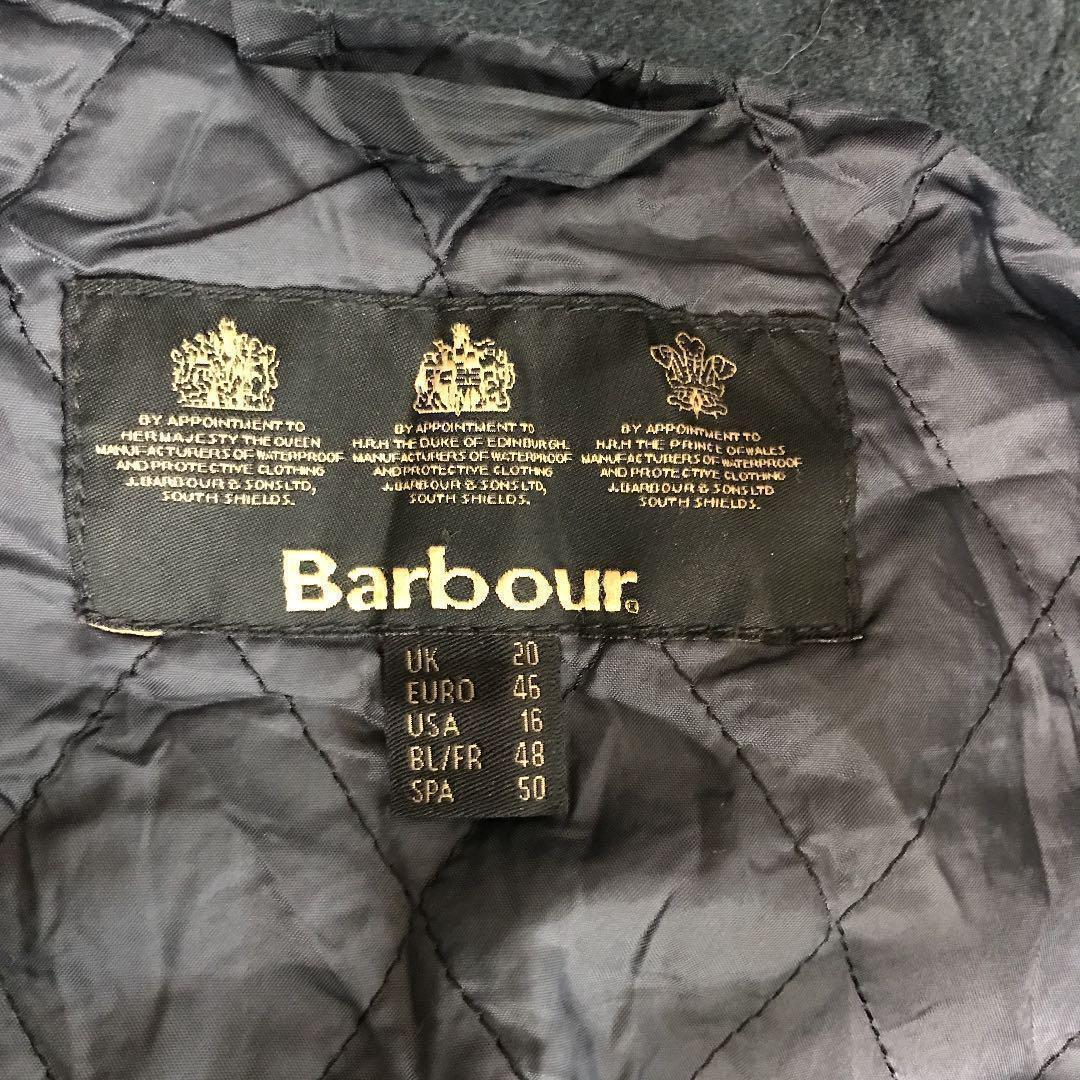 BY APPOINTMENT TO
HER MAJESTY THE QUEEN
MANUFACTURERS OF WATERPROOF
AND PROTECTIVE CLOTHING
J.BARBOUR & SONS LTD,
SOUTH SHIELDS.
BY APPOINTMENT TO
H.R.H THE DUKE OF EDINBURGH.
MANUFACTURERS OF WATERPROOF
AND PROTECTIVE CLOTHING
J.BARBOUR & SONS LTD,
SOUTH SHIELDS.
BY APPOINTMENT TO
H.R.H THE PRINCE OF WALES
MANUFACTURERS OF WATERPROOF
AND PROTECTIVE CLOTHING
J.BARBOUR & SONS LTD
SOUTH SHIELDS.
Barbour®
UK 20
EURO 46
USA 16
BL/FR 48
SPA 50